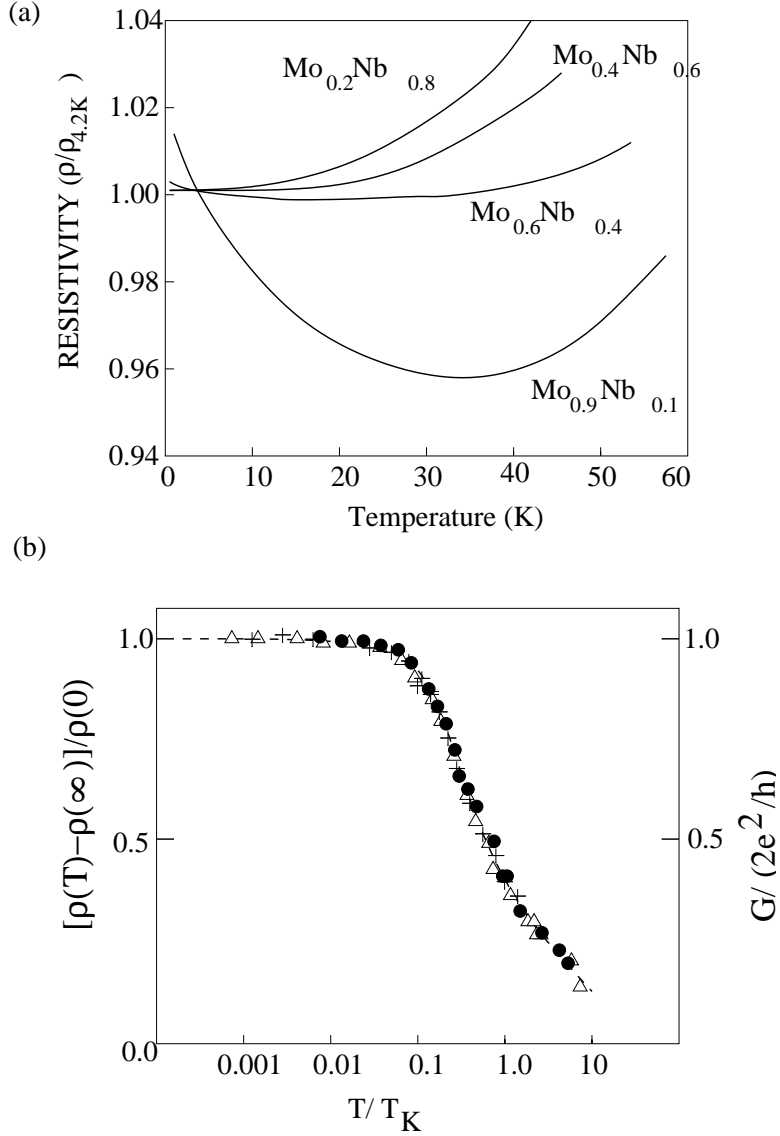 (a)
1.04
1.02
1.00
0.98
0.96
0.94
RESISTIVITY (ρ/ρ4.2K )
Mo0.2Nb 0.8
Mo0.4Nb 0.6
Mo0.6Nb 0.4
Mo0.9Nb 0.1
0 10 20 30 40 50 60
Temperature (K)
(b)
1.0
0.5
0.0
[ρ(T)−ρ(∞)]/ρ(0)
1.0
0.5
G/ (2e2/h)
0.001 0.01 0.1 1.0 10
T/ TK